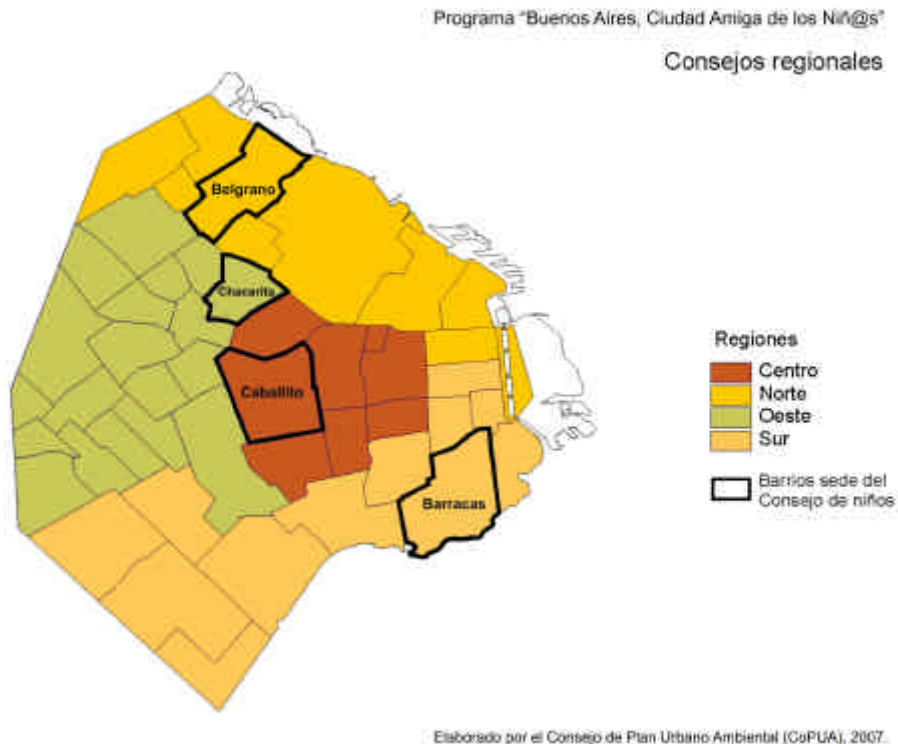 Programa "Buenos Aires, Ciudad Amiga de los Niñ@s"
Consejos regionales
Belgrano
Chacarita
Caballito
Barracas
Regiones
Centro
Norte
Oeste
Sur
Barrios sede del
Consejo de niños
Elaborado por el Consejo de Plan Urbano Ambiental (CoPUA), 2007.